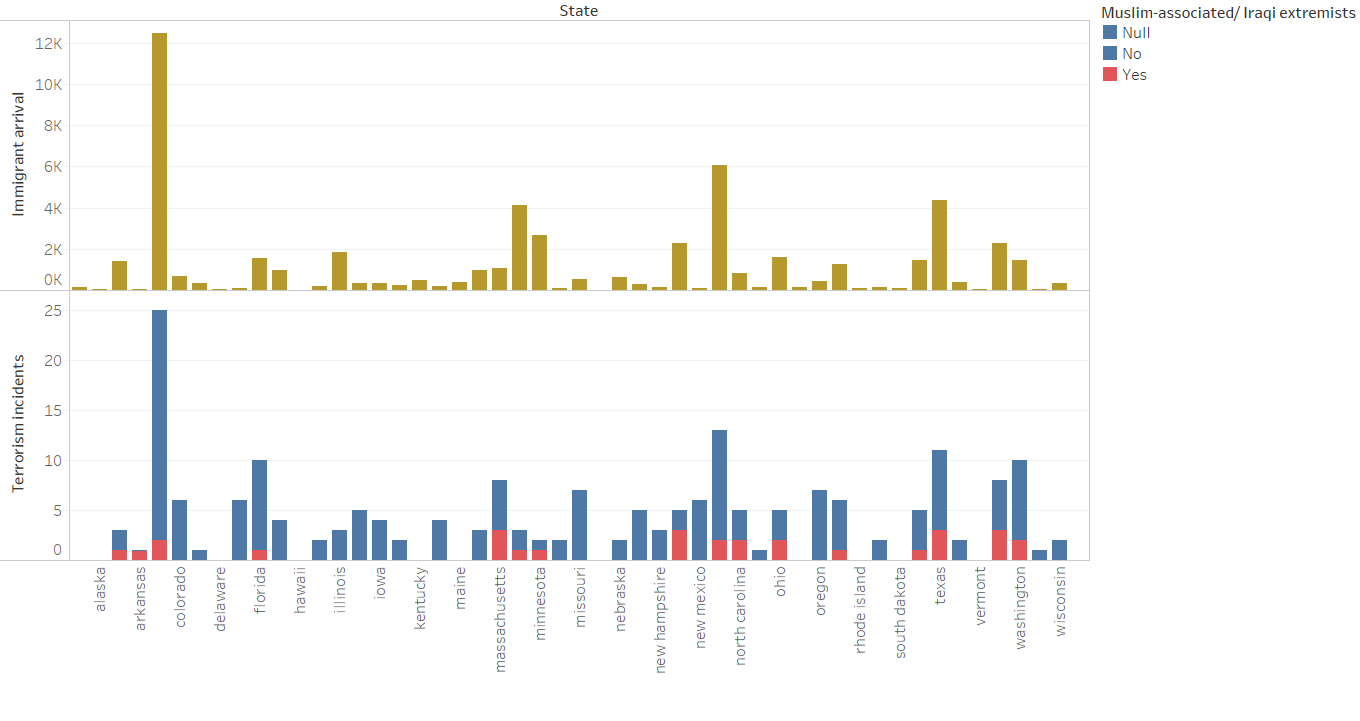 State
Muslim-associated/ Iraqi extremists
Null
No
Yes
Immigrant arrival
12K
10K
8K
6K
4K
2K
0K
Terrorism incidents
25
20
15
10
5
0
alaska
arkansas
colorado
delaware
florida
hawaii
illinois
iowa
kentucky
maine
massachusetts
minnesota
missouri
nebraska
new hampshire
new mexico
north carolina
ohio
oregon
rhode island
south dakota
texas
vermont
washington
wisconsin